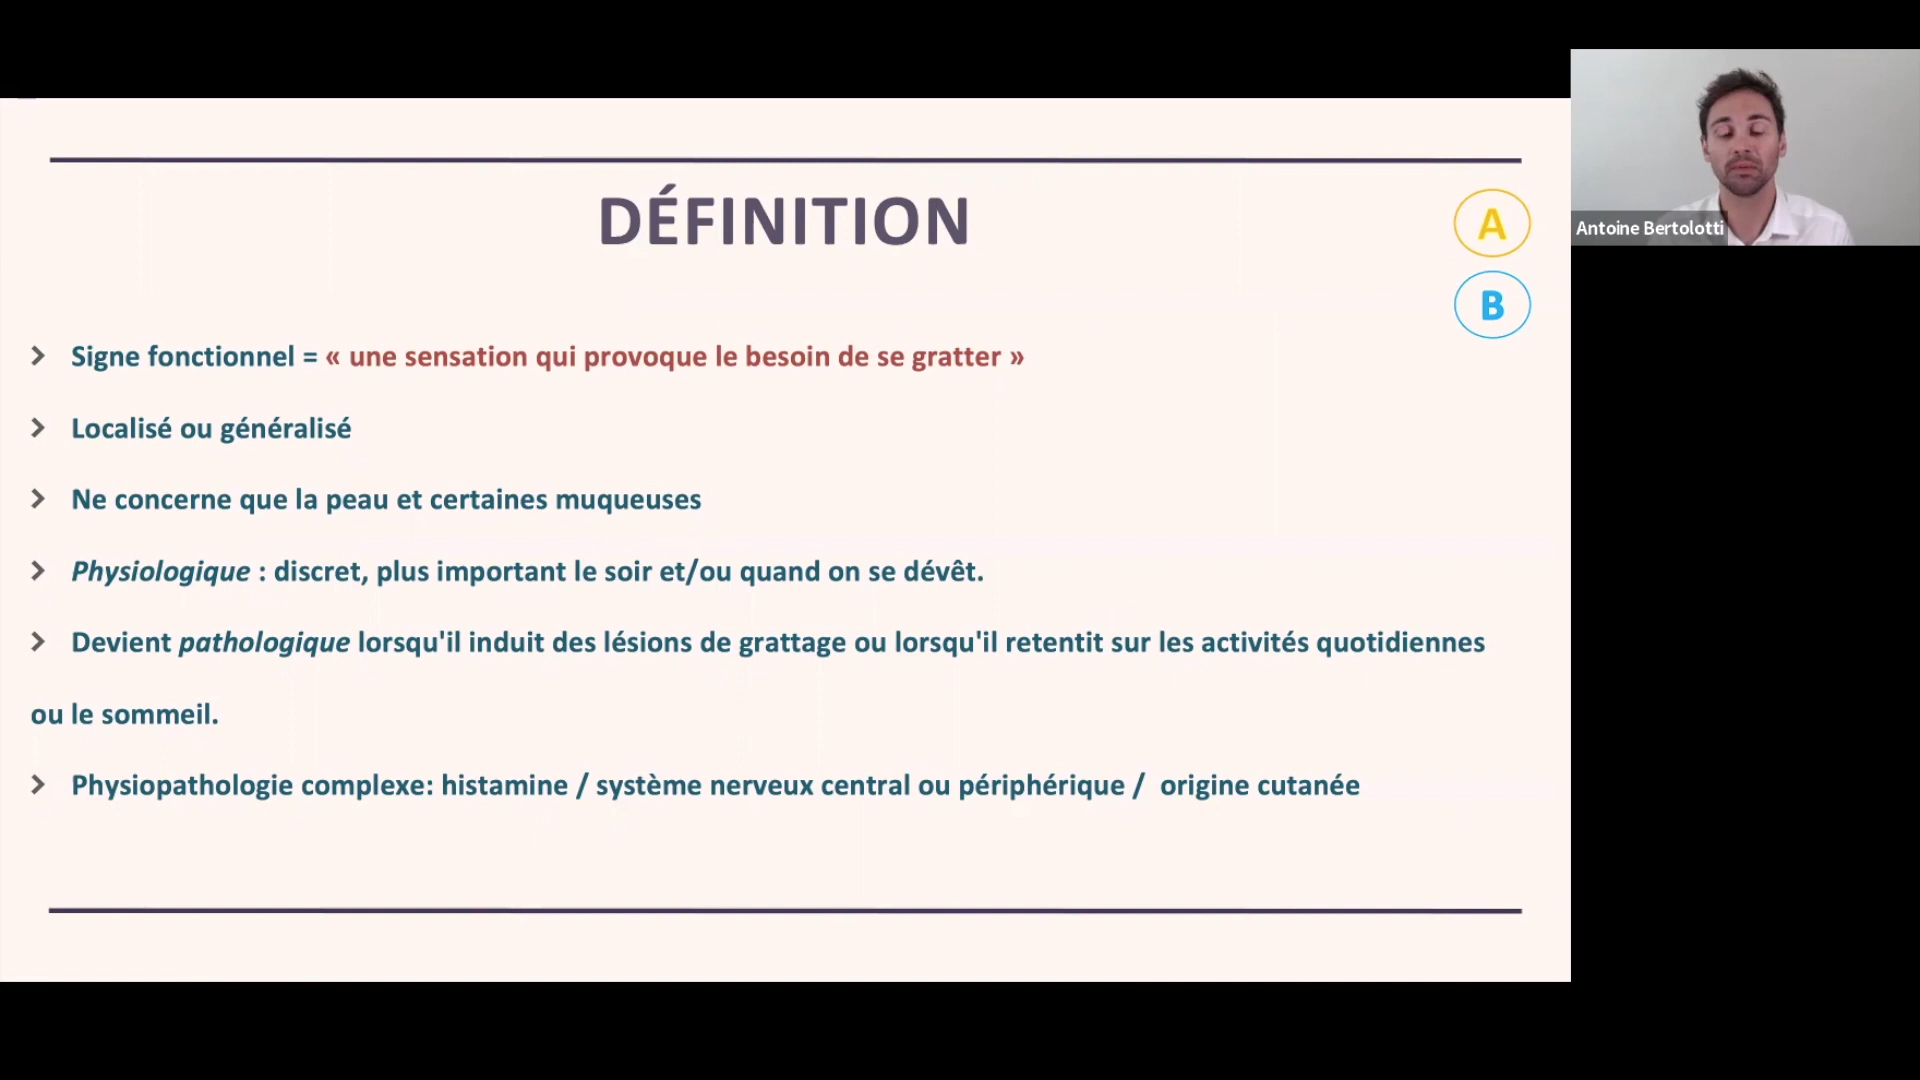 DÉFINITION
A
B
Antoine Bertolotti
Signe fonctionnel = « une sensation qui provoque le besoin de se gratter »
Localisé ou généralisé
Ne concerne que la peau et certaines muqueuses
Physiologique : discret, plus important le soir et/ou quand on se dévêt.
Devient pathologique lorsqu'il induit des lésions de grattage ou lorsqu'il retentit sur les activités quotidiennes
ou le sommeil.
Physiopathologie complexe: histamine / système nerveux central ou périphérique / origine cutanée